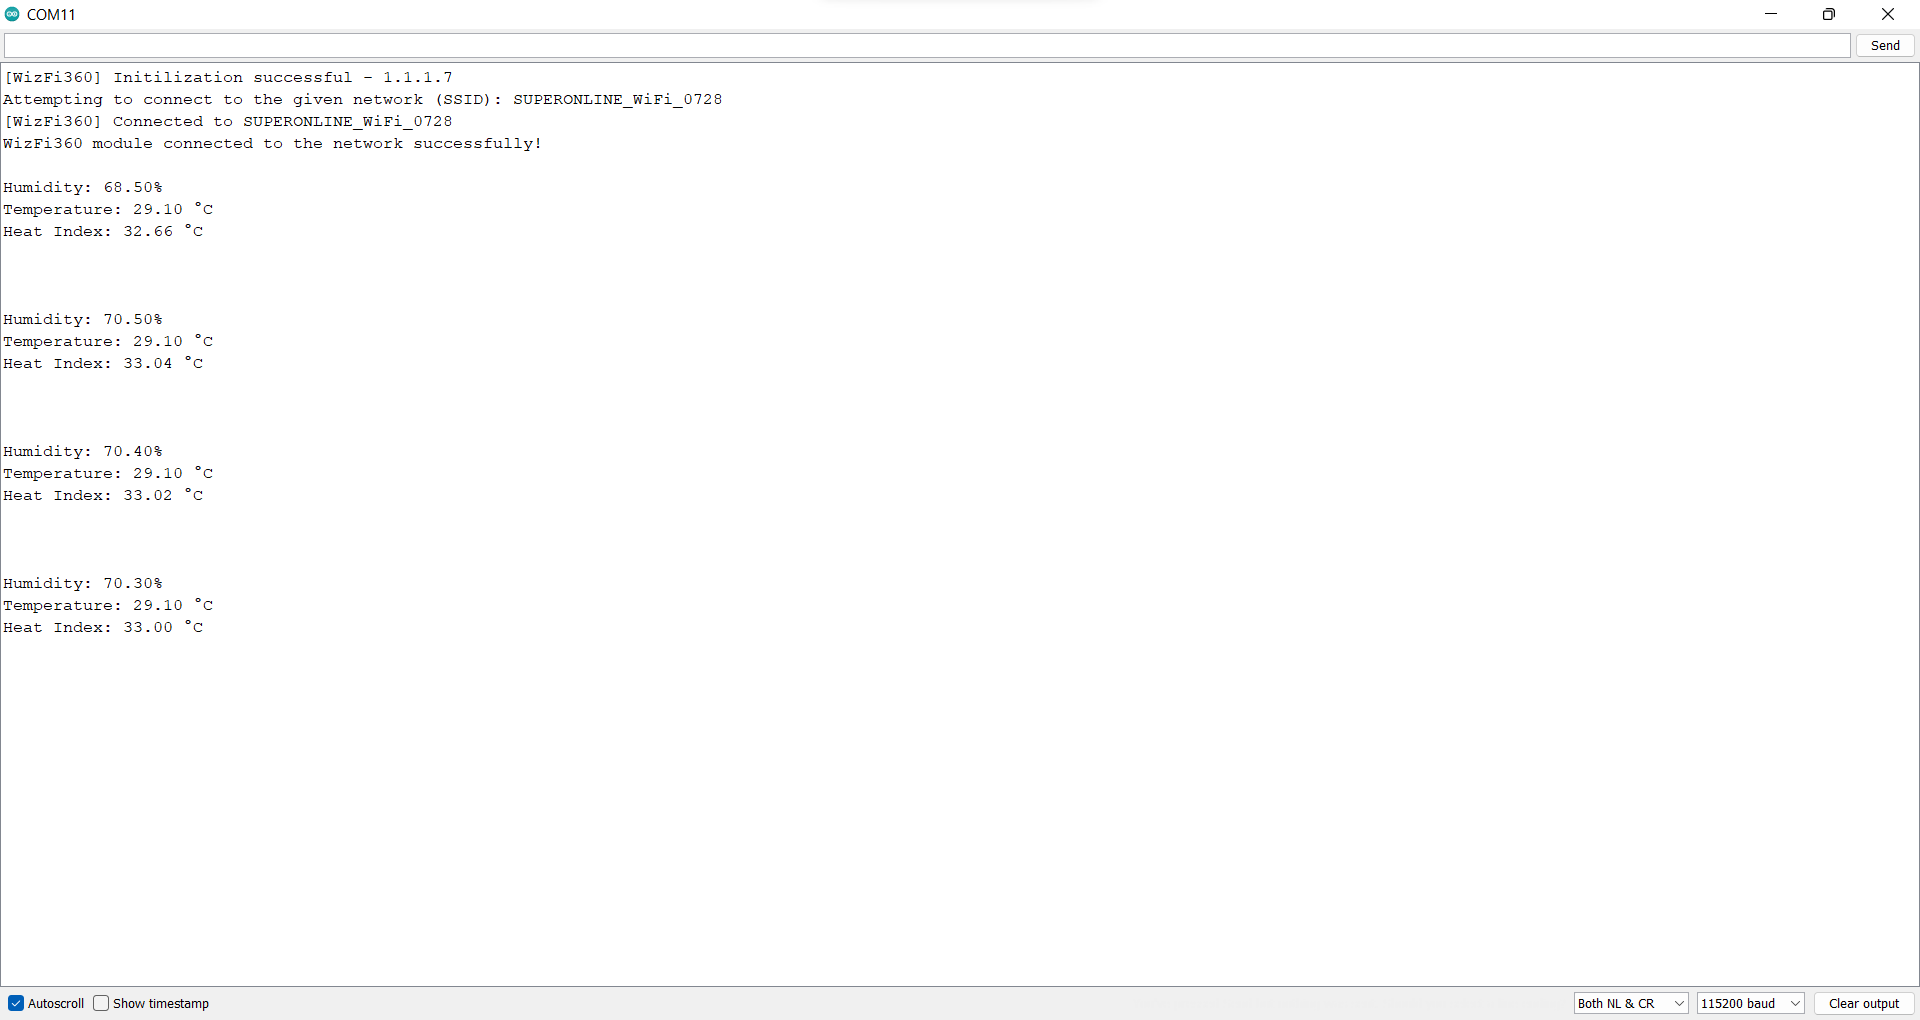 COM11
Send
[WizFi360] Initilization successful - 1.1.1.7
Attempting to connect to the given network (SSID): SUPERONLINE_WiFi_0728
[WizFi360] Connected to SUPERONLINE_WiFi_0728
WizFi360 module connected to the network successfully!
Humidity: 68.50%
Temperature: 29.10 °C
Heat Index: 32.66 °C
Humidity: 70.50%
Temperature: 29.10 °C
Heat Index: 33.04 °C
Humidity: 70.40%
Temperature: 29.10 °C
Heat Index: 33.02 °C
Humidity: 70.30%
Temperature: 29.10 °C
Heat Index: 33.00 °C
Autoscroll Show timestamp Both NL & CR 115200 baud Clear output